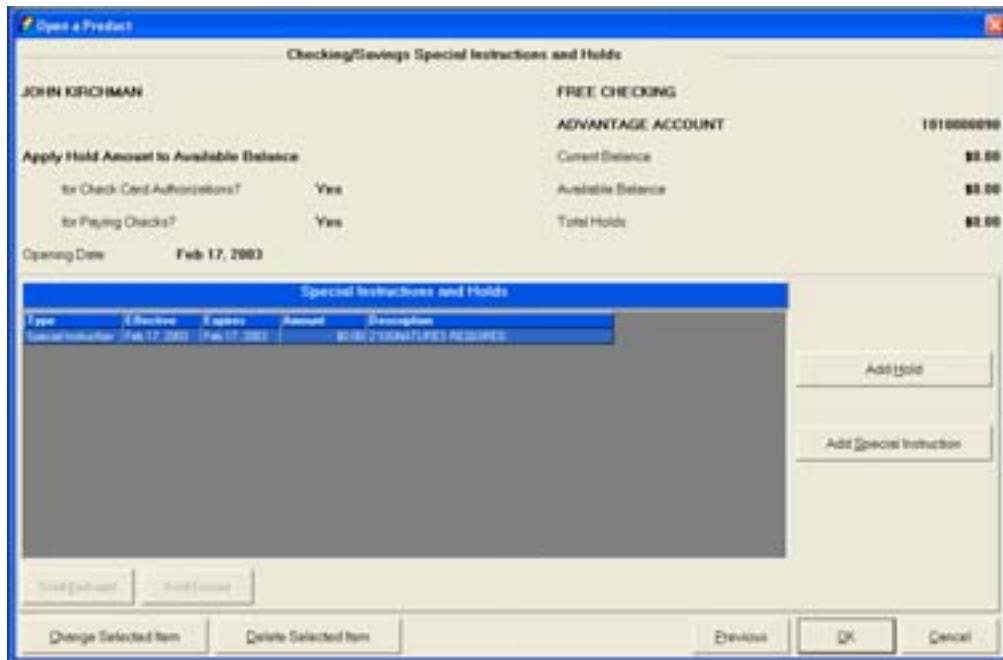 Open a Product
Checking/Savings Special Instructions and Holds
JOHN KIRCHMAN
FREE CHECKING
ADVANTAGE ACCOUNT 1010000090
Apply Hold Amount to Available Balance
Current Balance $0.00
for Check Card Authorizations? Yes
Available Balance $0.00
for Paying Checks? Yes
Total Holds $0.00
Opening Date Feb 17, 2003
Special Instructions and Holds
Type Effective Expires Amount Description
Special Instruction Feb 17, 2003 Feb 17, 2003 $0.00 2 SIGNATURES REQUIRED
Add Hold
Add Special Instruction
Scroll Backward Scroll Forward
Change Selected Item Delete Selected Item Previous OK Cancel